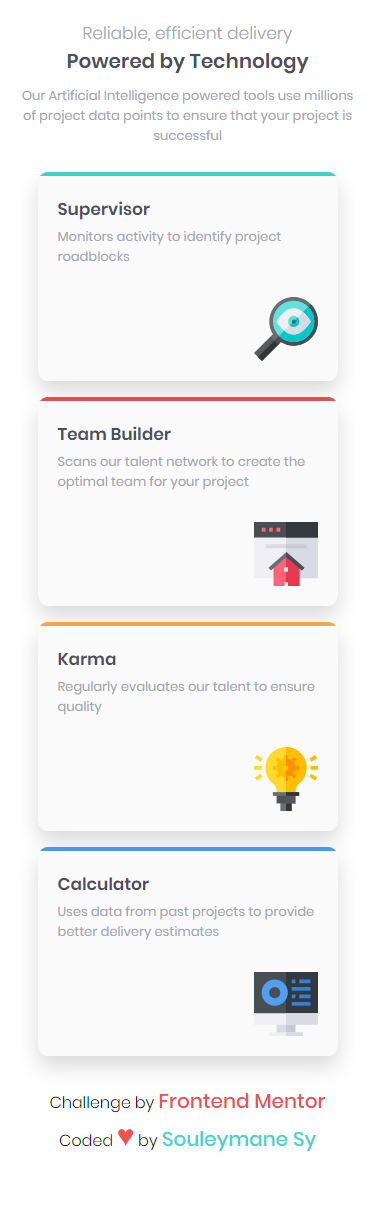 Reliable, efficient delivery
Powered by Technology
Our Artificial Intelligence powered tools use millions
of project data points to ensure that your project is
successful
Supervisor
Monitors activity to identify project
roadblocks
Team Builder
Scans our talent network to create the
optimal team for your project
Karma
Regularly evaluates our talent to ensure
quality
Calculator
Uses data from past projects to provide
better delivery estimates
Challenge by Frontend Mentor
Coded ♥ by Souleymane Sy